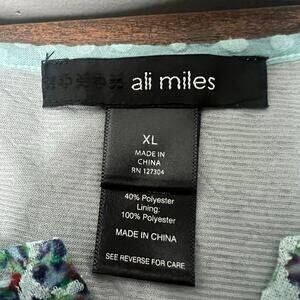 ali miles
XL
MADE IN
CHINA
RN 127304
40% Polyester
Lining:
100% Polyester
MADE IN CHINA
SEE REVERSE FOR CARE